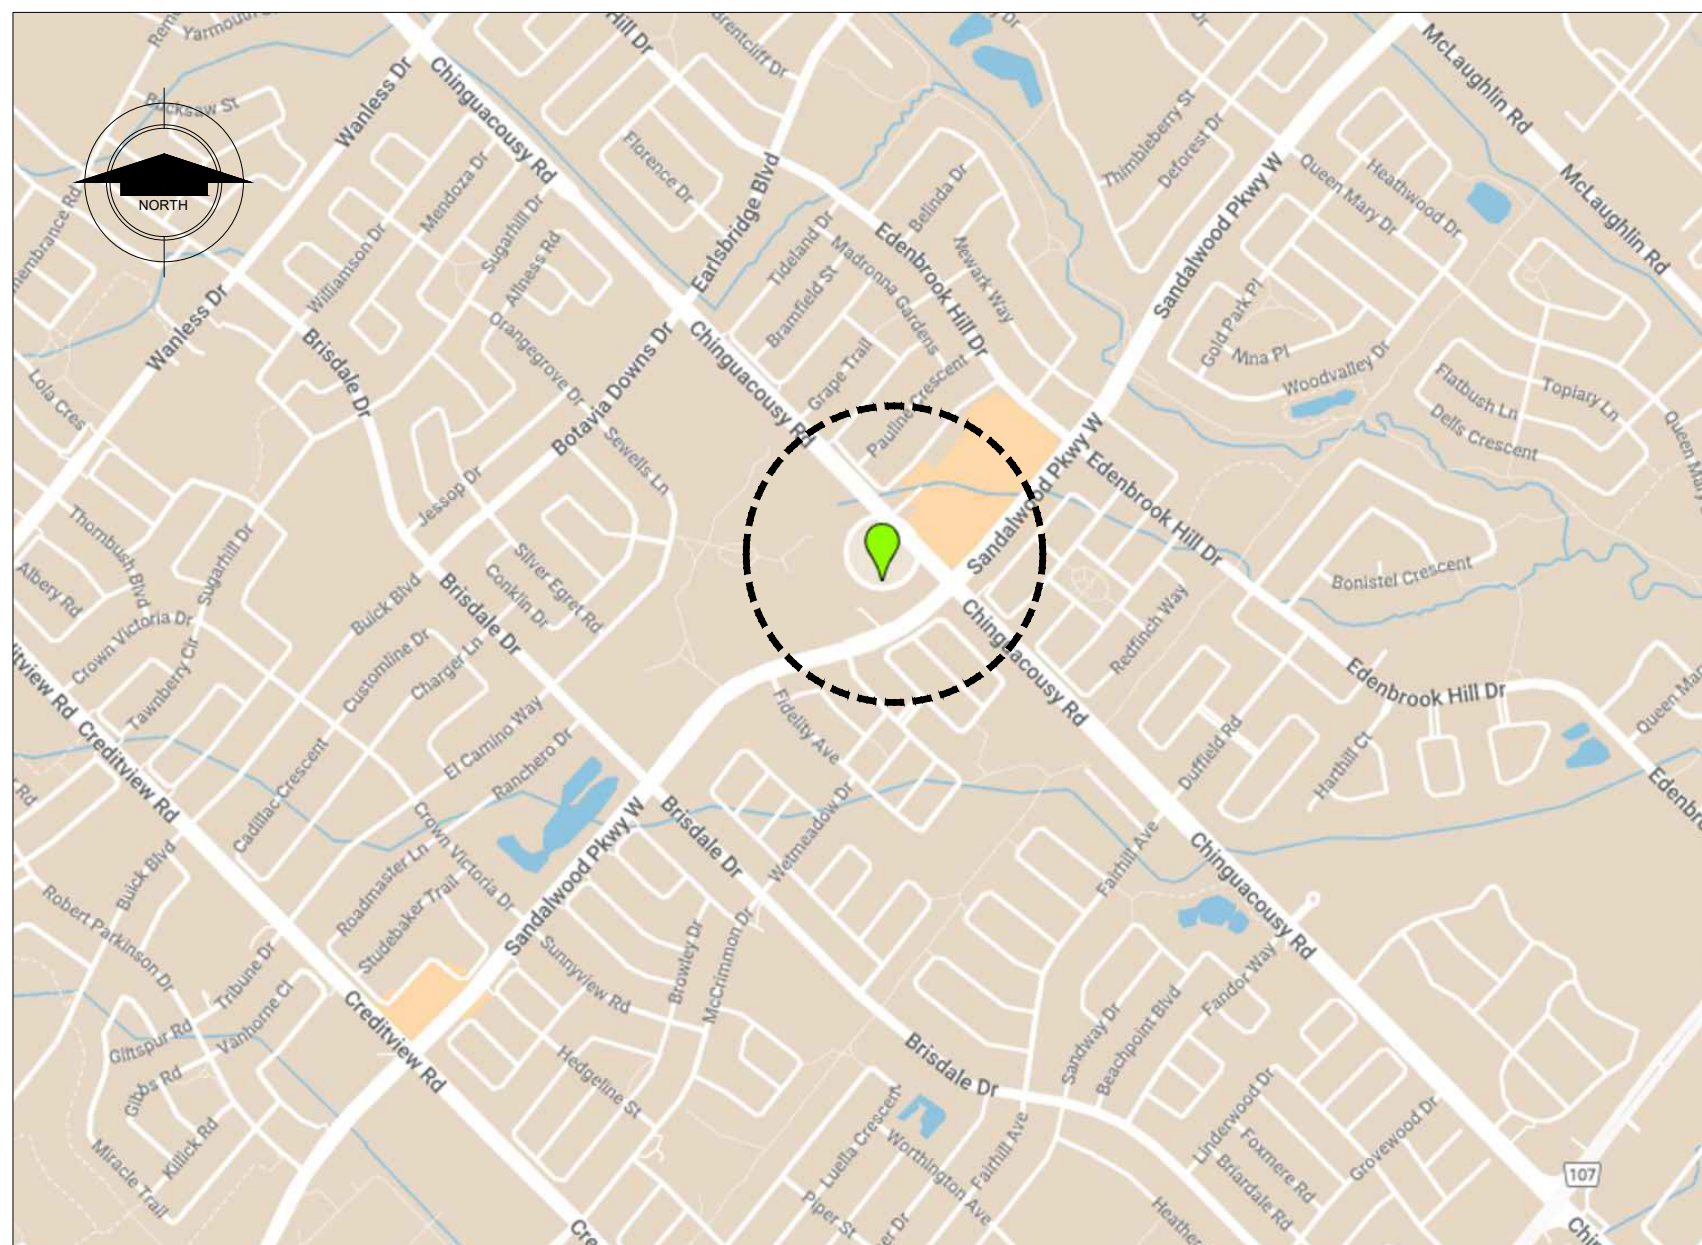 Yarmouth
Hill Dr
Brentcliff Dr
McLaughlin Rd
Wanless Dr
Chinguacousy Rd
Bucksaw St
NORTH
Florence Dr
Thimbleberry St
Deforest Dr
Queen Mary Dr
Heathwood Dr
McLaughlin Rd
Mendoza Dr
Sugarhill Dr
Williamson Dr
Allness Rd
Earlsbridge Blvd
Tideland Dr
Belinda Dr
Edenbrook Hill Dr
Newark Way
Madronna Gardens
Bramfield St
Sandalwood Pkwy W
Gold Park Pl
Mna Pl
Woodvalley Dr
Wanless Dr
Brisdale Dr
Orangegrove Dr
Botavia Downs Dr
Chinguacousy Rd
Grape Trail
Pauline Crescent
Flatbush Ln
Topiary Ln
Dells Crescent
Lola Cres
Sewells Ln
Jessop Dr
Sandalwood Pkwy W
Edenbrook Hill Dr
Thornbush Blvd
Sugarhill Dr
Albery Rd
Silver Egret Rd
Conklin Dr
Buick Blvd
Brisdale Dr
Bonistel Crescent
Crown Victoria Dr
Customline Dr
Charger Ln
Redfinch Way
Chinguacousy Rd
Edenbrook Hill Dr
Tawnberry Cir
Creditview Rd
El Camino Way
Ranchero Dr
Fidelity Ave
Duffield Rd
Harthill Ct
Cadillac Crescent
Crown Victoria Dr
Sandalwood Pkwy W
Brisdale Dr
Wetmeadow Dr
Fairhill Ave
Chinguacousy Rd
Buick Blvd
Roadmaster Ln
Studebaker Trail
Robert Parkinson Dr
Tribune Dr
Vanhorne Cl
Sunnyview Rd
Browley Dr
McCrimmon Dr
Fandor Way
Giftspur Rd
Creditview Rd
Gibbs Rd
Killick Rd
Miracle Trail
Hedgeline St
Brisdale Dr
Sandway Dr
Beachpoint Blvd
Luella Crescent
Worthington Ave
Fairhill Ave
Piper St
Linderwood Dr
Foxmere Rd
Briardale Rd
Grovewood Dr
107
Heather